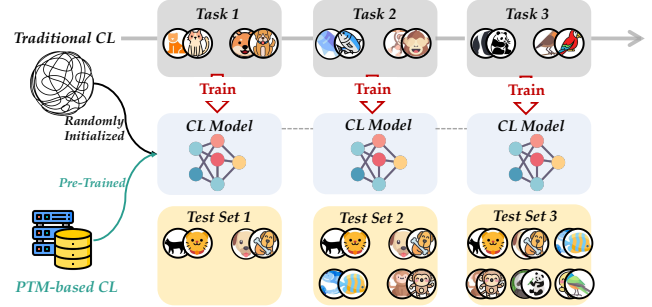 Traditional CL
Task 1
Task 2
Task 3
Train
Train
Train
Randomly
Initialized
CL Model
CL Model
CL Model
Pre-Trained
PTM-based CL
Test Set 1
Test Set 2
Test Set 3